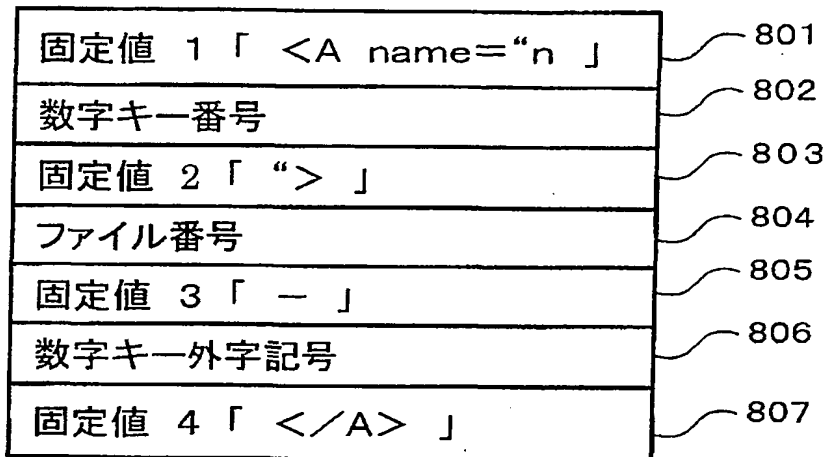 固定値 1「 <A name=“n 」 801
数字キー番号 802
固定値 2「 “> 」 803
ファイル番号 804
固定値 3「 － 」 805
数字キー外字記号 806
固定値 4「 <／A> 」 807